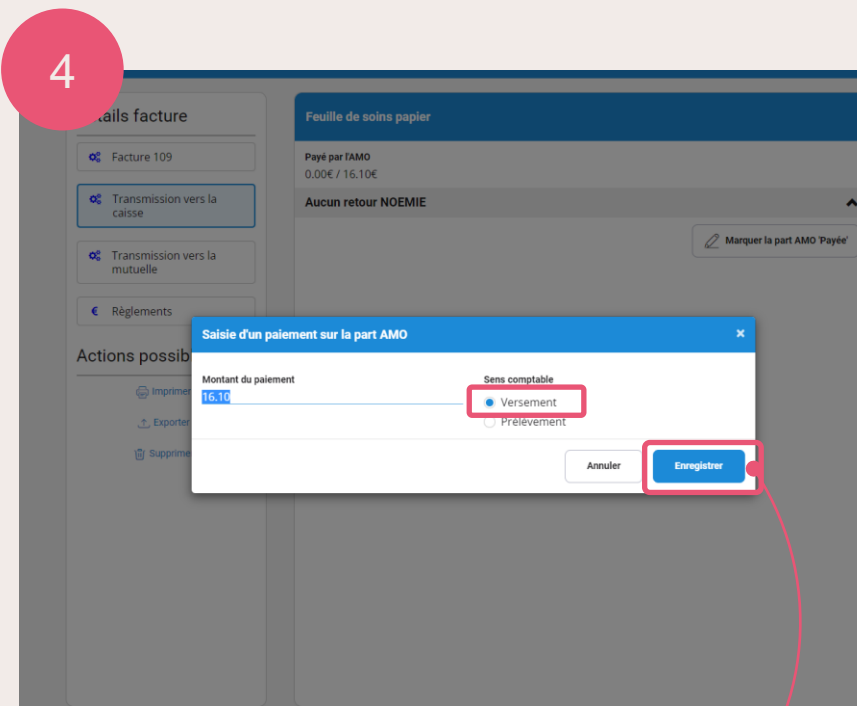 4
ails facture
Facture 109
Transmission vers la
caisse
Transmission vers la
mutuelle
€ Règlements
Actions possib
Imprimer
Exporter
Supprime
Feuille de soins papier
Payé par l'AMO
0.00€ / 16.10€
Aucun retour NOEMIE
Marquer la part AMO 'Payée'
Saisie d'un paiement sur la part AMO
×
Montant du paiement
16.10
Sens comptable
Versement
Prélèvement
Annuler
Enregistrer